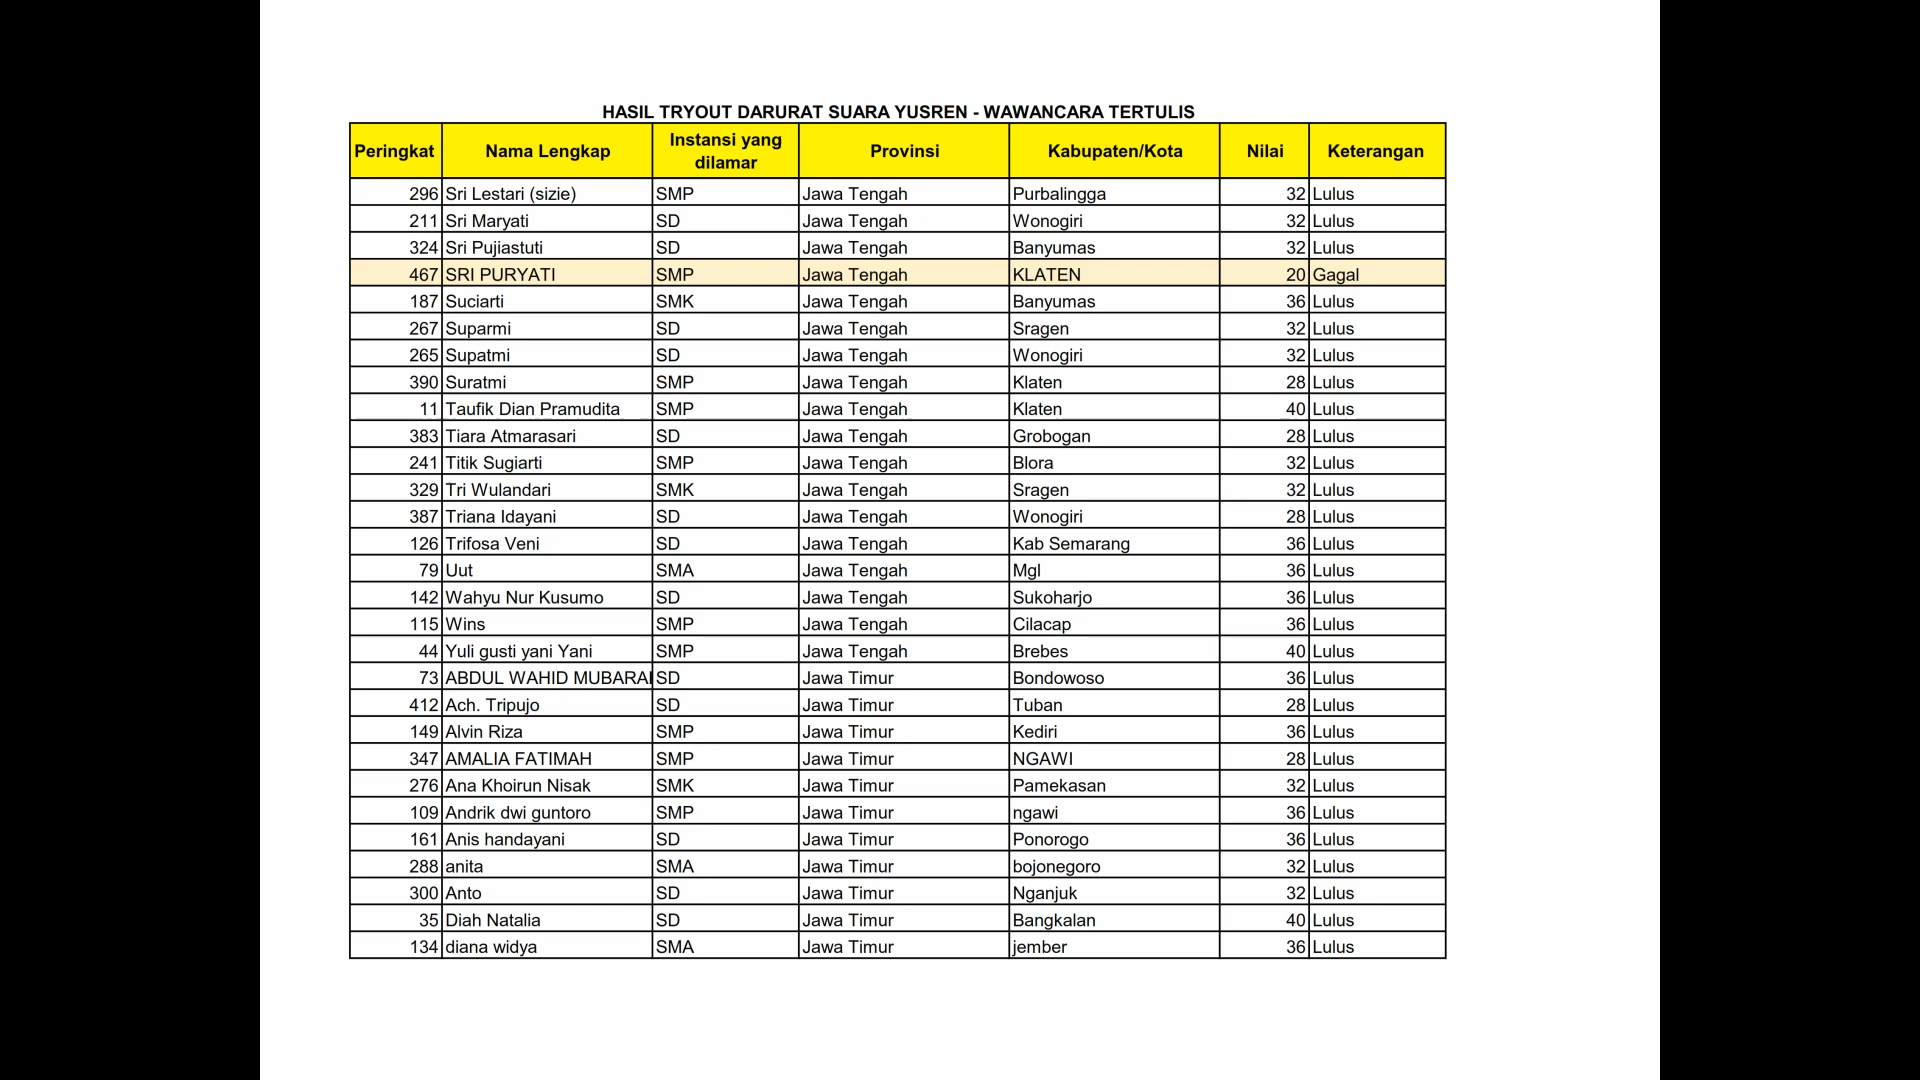 HASIL TRYOUT DARURAT SUARA YUSREN - WAWANCARA TERTULIS
Peringkat Nama Lengkap Instansi yang dilamar Provinsi Kabupaten/Kota Nilai Keterangan
296 Sri Lestari (sizie) SMP Jawa Tengah Purbalingga 32 Lulus
211 Sri Maryati SD Jawa Tengah Wonogiri 32 Lulus
324 Sri Pujiastuti SD Jawa Tengah Banyumas 32 Lulus
467 SRI PURYATI SMP Jawa Tengah KLATEN 20 Gagal
187 Suciarti SMK Jawa Tengah Banyumas 36 Lulus
267 Suparmi SD Jawa Tengah Sragen 32 Lulus
265 Supatmi SD Jawa Tengah Wonogiri 32 Lulus
390 Suratmi SMP Jawa Tengah Klaten 28 Lulus
11 Taufik Dian Pramudita SMP Jawa Tengah Klaten 40 Lulus
383 Tiara Atmarasari SD Jawa Tengah Grobogan 28 Lulus
241 Titik Sugiarti SMP Jawa Tengah Blora 32 Lulus
329 Tri Wulandari SMK Jawa Tengah Sragen 32 Lulus
387 Triana Idayani SD Jawa Tengah Wonogiri 28 Lulus
126 Trifosa Veni SD Jawa Tengah Kab Semarang 36 Lulus
79 Uut SMA Jawa Tengah Mgl 36 Lulus
142 Wahyu Nur Kusumo SD Jawa Tengah Sukoharjo 36 Lulus
115 Wins SMP Jawa Tengah Cilacap 36 Lulus
44 Yuli gusti yani Yani SMP Jawa Tengah Brebes 40 Lulus
73 ABDUL WAHID SD Jawa Timur Bondowoso 36 Lulus
412 Ach. Tripujo SD Jawa Timur Tuban 28 Lulus
149 Alvin Riza SMP Jawa Timur Kediri 36 Lulus
347 AMALIA FATIMAH SMP Jawa Timur NGAWI 28 Lulus
276 Ana Khoirun Nisak SMK Jawa Timur Pamekasan 32 Lulus
109 Andrik dwi guntoro SMP Jawa Timur ngawi 36 Lulus
161 Anis handayani SD Jawa Timur Ponorogo 36 Lulus
288 anita SMA Jawa Timur bojonegoro 32 Lulus
300 Anto SD Jawa Timur Nganjuk 32 Lulus
35 Diah Natalia SD Jawa Timur Bangkalan 40 Lulus
134 diana widya SMA Jawa Timur jember 36 Lulus